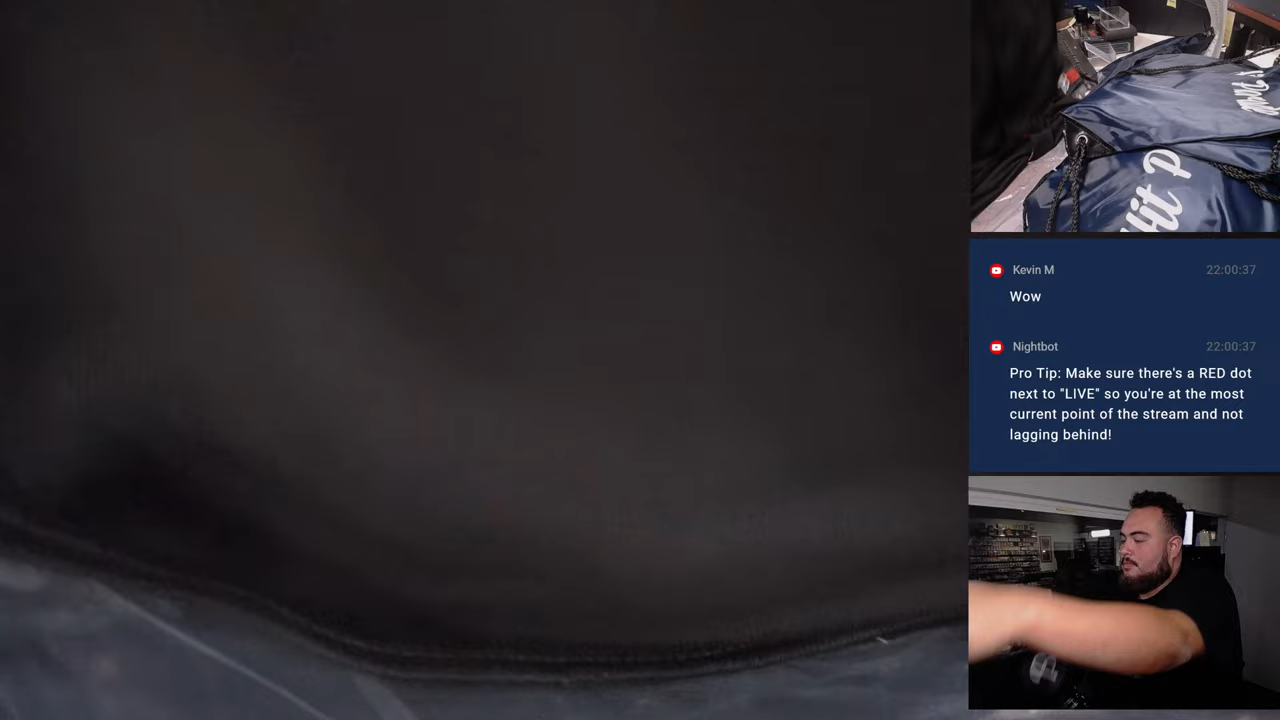 Hit P
Kevin M 22:00:37
Wow
Nightbot 22:00:37
Pro Tip: Make sure there's a RED dot
next to "LIVE" so you're at the most
current point of the stream and not
lagging behind!